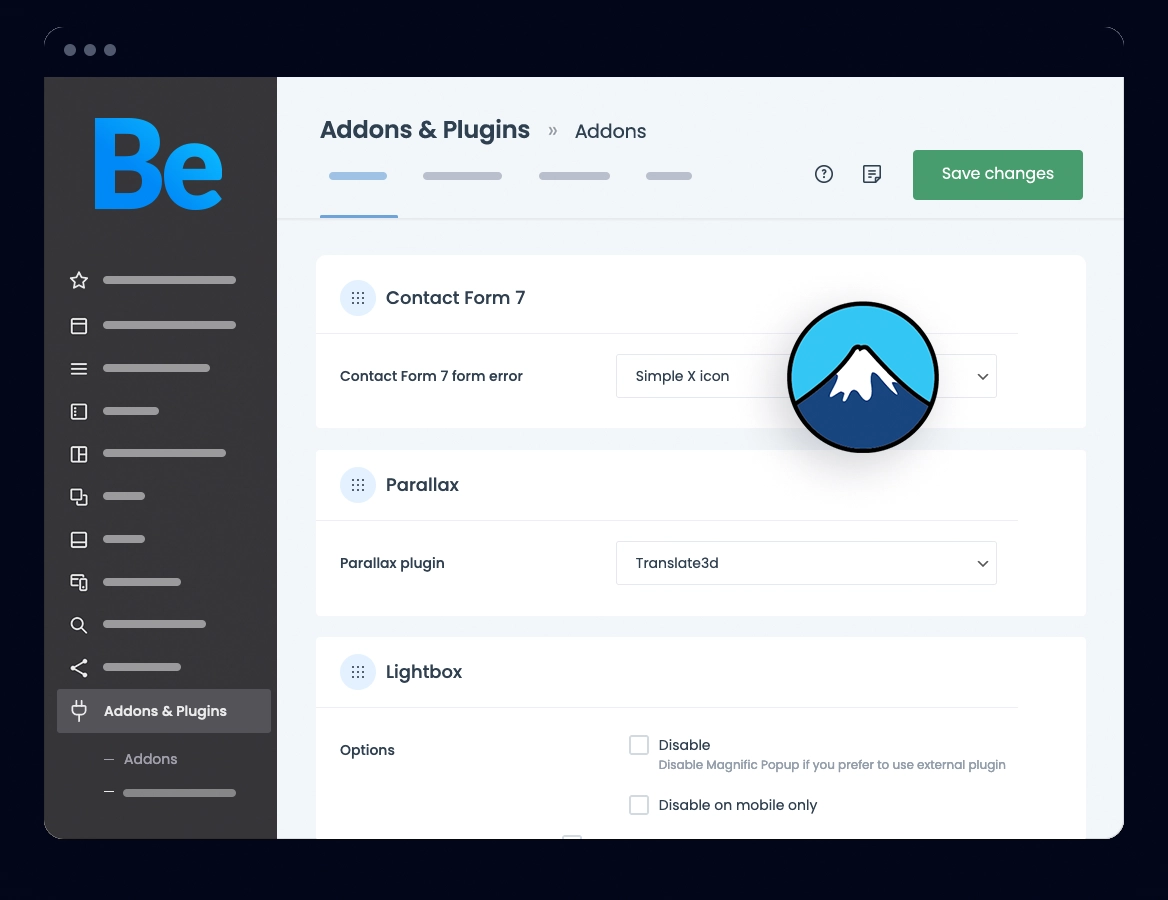 Be
Addons & Plugins » Addons
Save changes
Contact Form 7
Contact Form 7 form error
Simple X icon
Parallax
Parallax plugin
Translate3d
Lightbox
Options
Disable
Disable Magnific Popup if you prefer to use external plugin
Disable on mobile only
Addons & Plugins
Addons